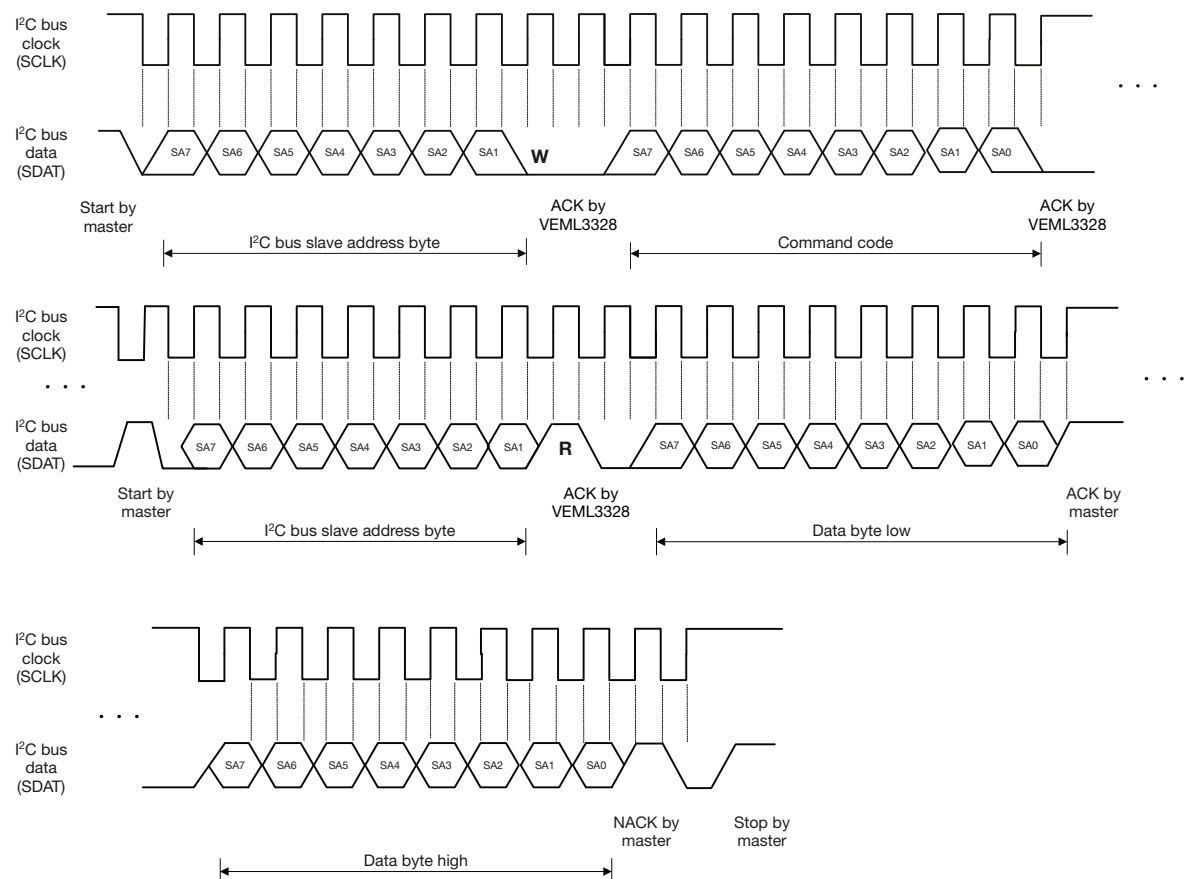 I²C bus
clock
(SCLK)
. . .
I²C bus
data
(SDAT)
SA7 SA6 SA5 SA4 SA3 SA2 SA1 W SA7 SA6 SA5 SA4 SA3 SA2 SA1 SA0
Start by
master
ACK by
VEML3328
ACK by
VEML3328
I²C bus slave address byte
Command code
I²C bus
clock
(SCLK)
. . .
. . .
I²C bus
data
(SDAT)
SA7 SA6 SA5 SA4 SA3 SA2 SA1 R SA7 SA6 SA5 SA4 SA3 SA2 SA1 SA0
Start by
master
ACK by
VEML3328
ACK by
master
I²C bus slave address byte
Data byte low
I²C bus
clock
(SCLK)
. . .
I²C bus
data
(SDAT)
SA7 SA6 SA5 SA4 SA3 SA2 SA1 SA0
NACK by
master
Stop by
master
Data byte high